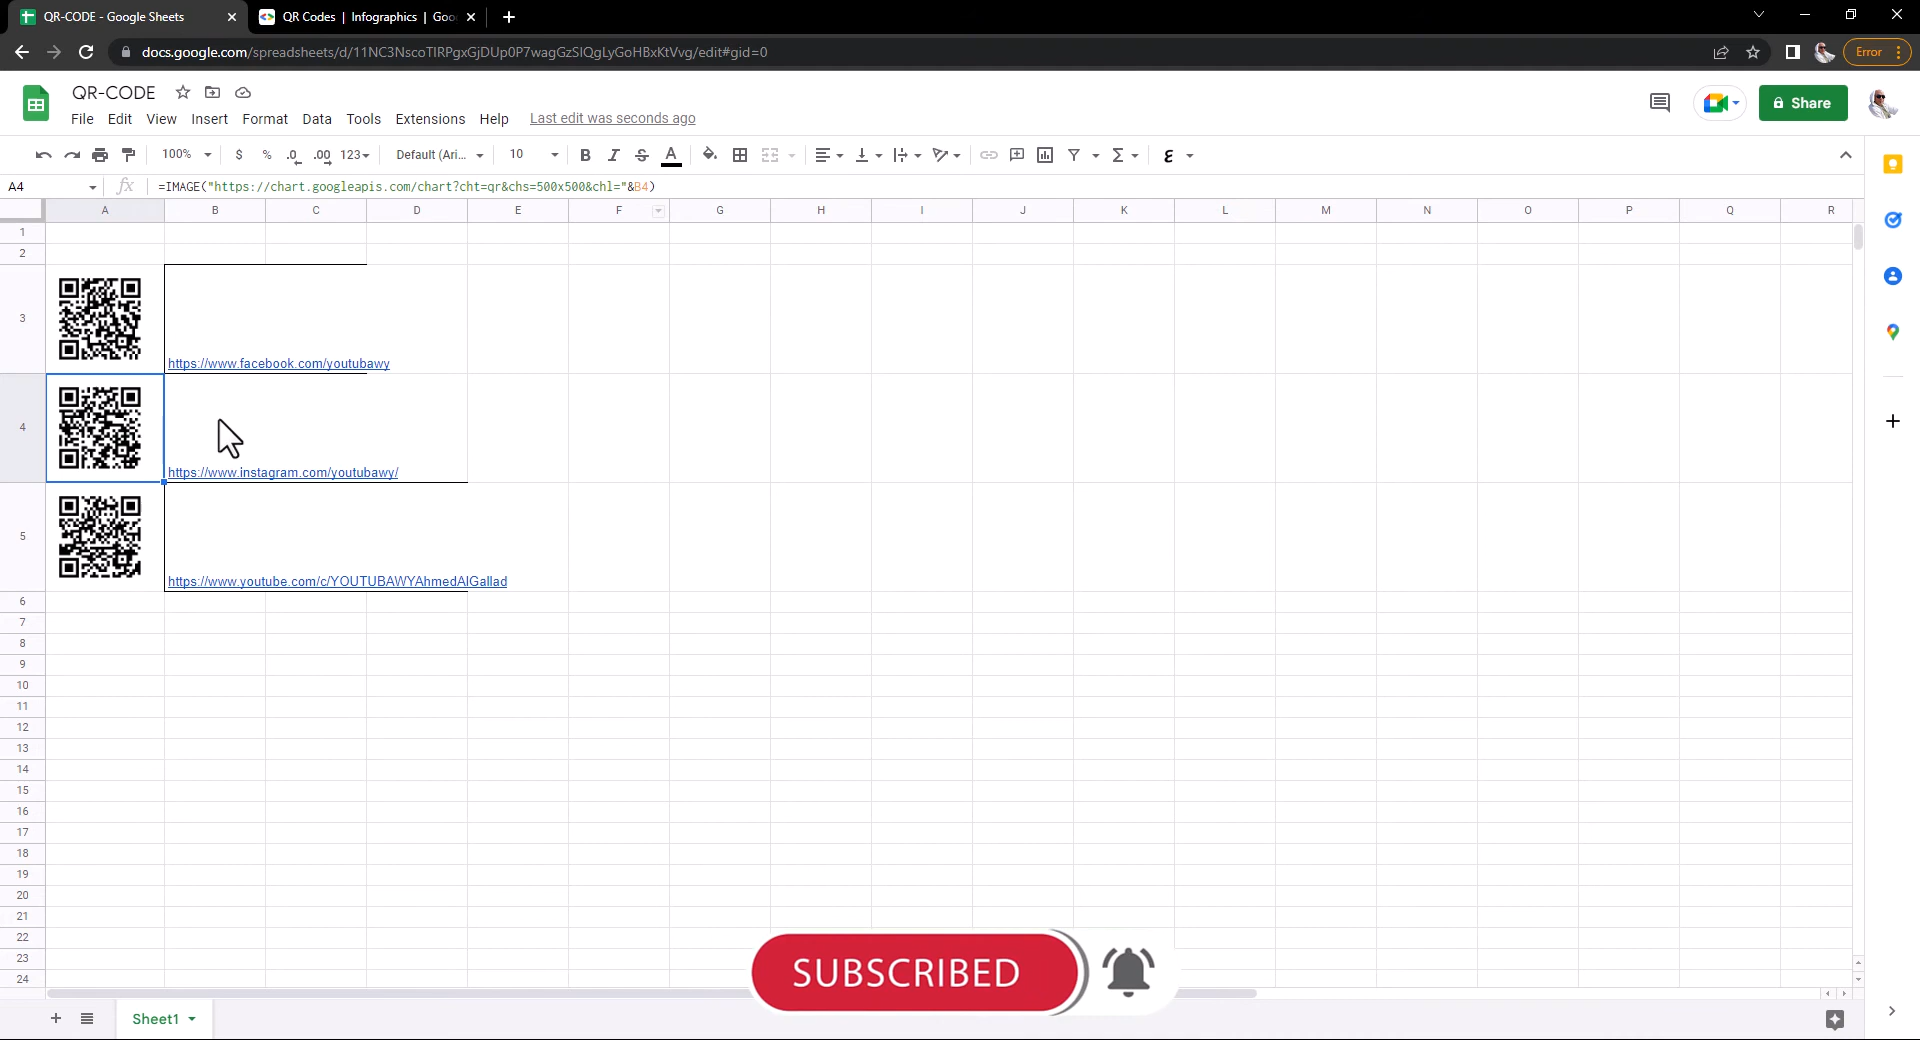 QR-CODE - Google Sheets
QR Codes | Infographics | Goo
docs.google.com/spreadsheets/d/11NC3NscoTIRPgxGjDUp0P7wagGzSIQgLyGoHBxKtVvg/edit#gid=0
Error
QR-CODE
Share
File Edit View Insert Format Data Tools Extensions Help Last edit was seconds ago
100% $ % .0 .00 123 Default (Ari... 10 B I S A Σ ε
A4 fx =IMAGE("https://chart.googleapis.com/chart?cht=qr&chs=500x500&chl="&B4)
A B C D E F G H I J K L M N O P Q R
1
2
3
https://www.facebook.com/youtubawy
4
https://www.instagram.com/youtubawy/
5
https://www.youtube.com/c/YOUTUBAWYAhmedAlGallad
6
7
8
9
10
11
12
13
14
15
16
17
18
19
20
21
22
23
24
SUBSCRIBED
Sheet1